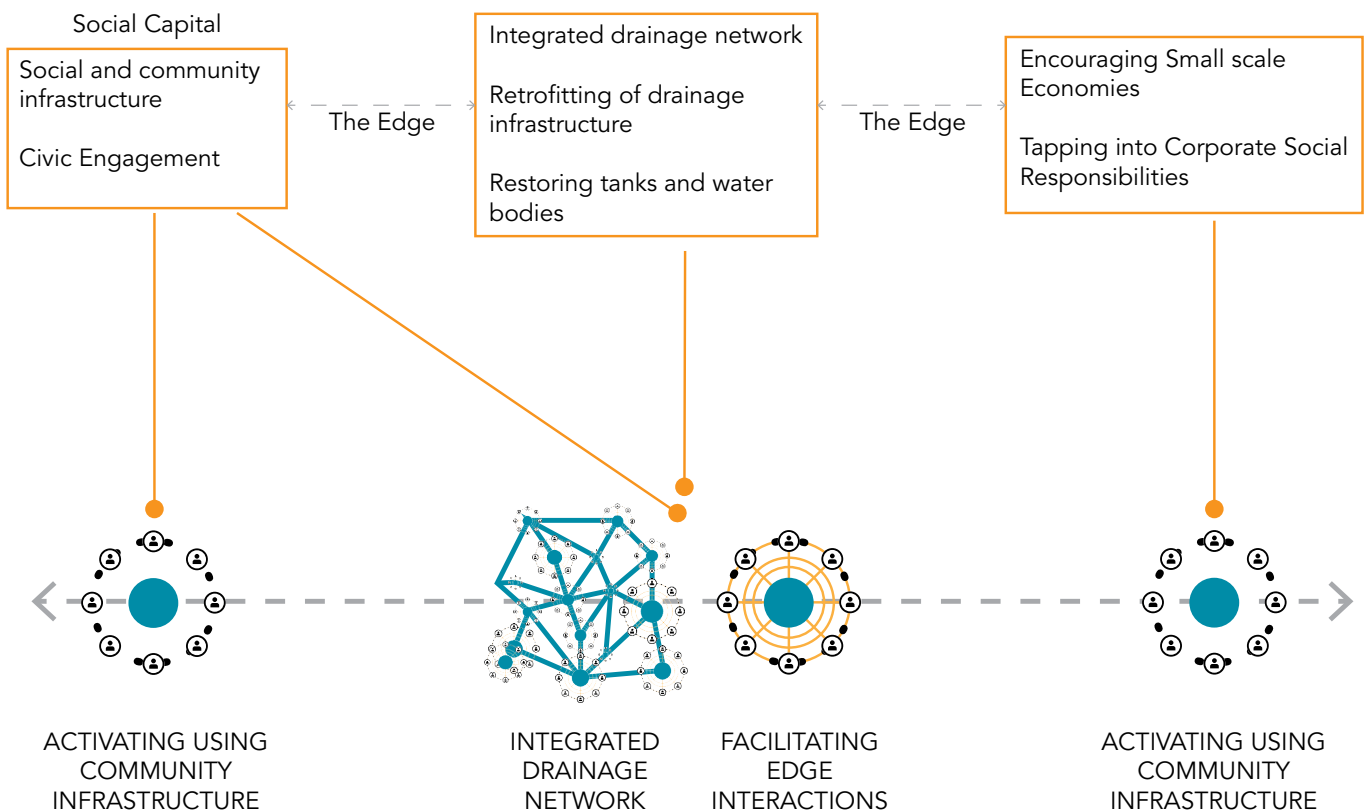 Social Capital
Social and community
infrastructure
Civic Engagement
The Edge
Integrated drainage network
Retrofitting of drainage
infrastructure
Restoring tanks and water
bodies
The Edge
Encouraging Small scale
Economies
Tapping into Corporate Social
Responsibilities
ACTIVATING USING
COMMUNITY
INFRASTRUCTURE
INTEGRATED
DRAINAGE
NETWORK
FACILITATING
EDGE
INTERACTIONS
ACTIVATING USING
COMMUNITY
INFRASTRUCTURE